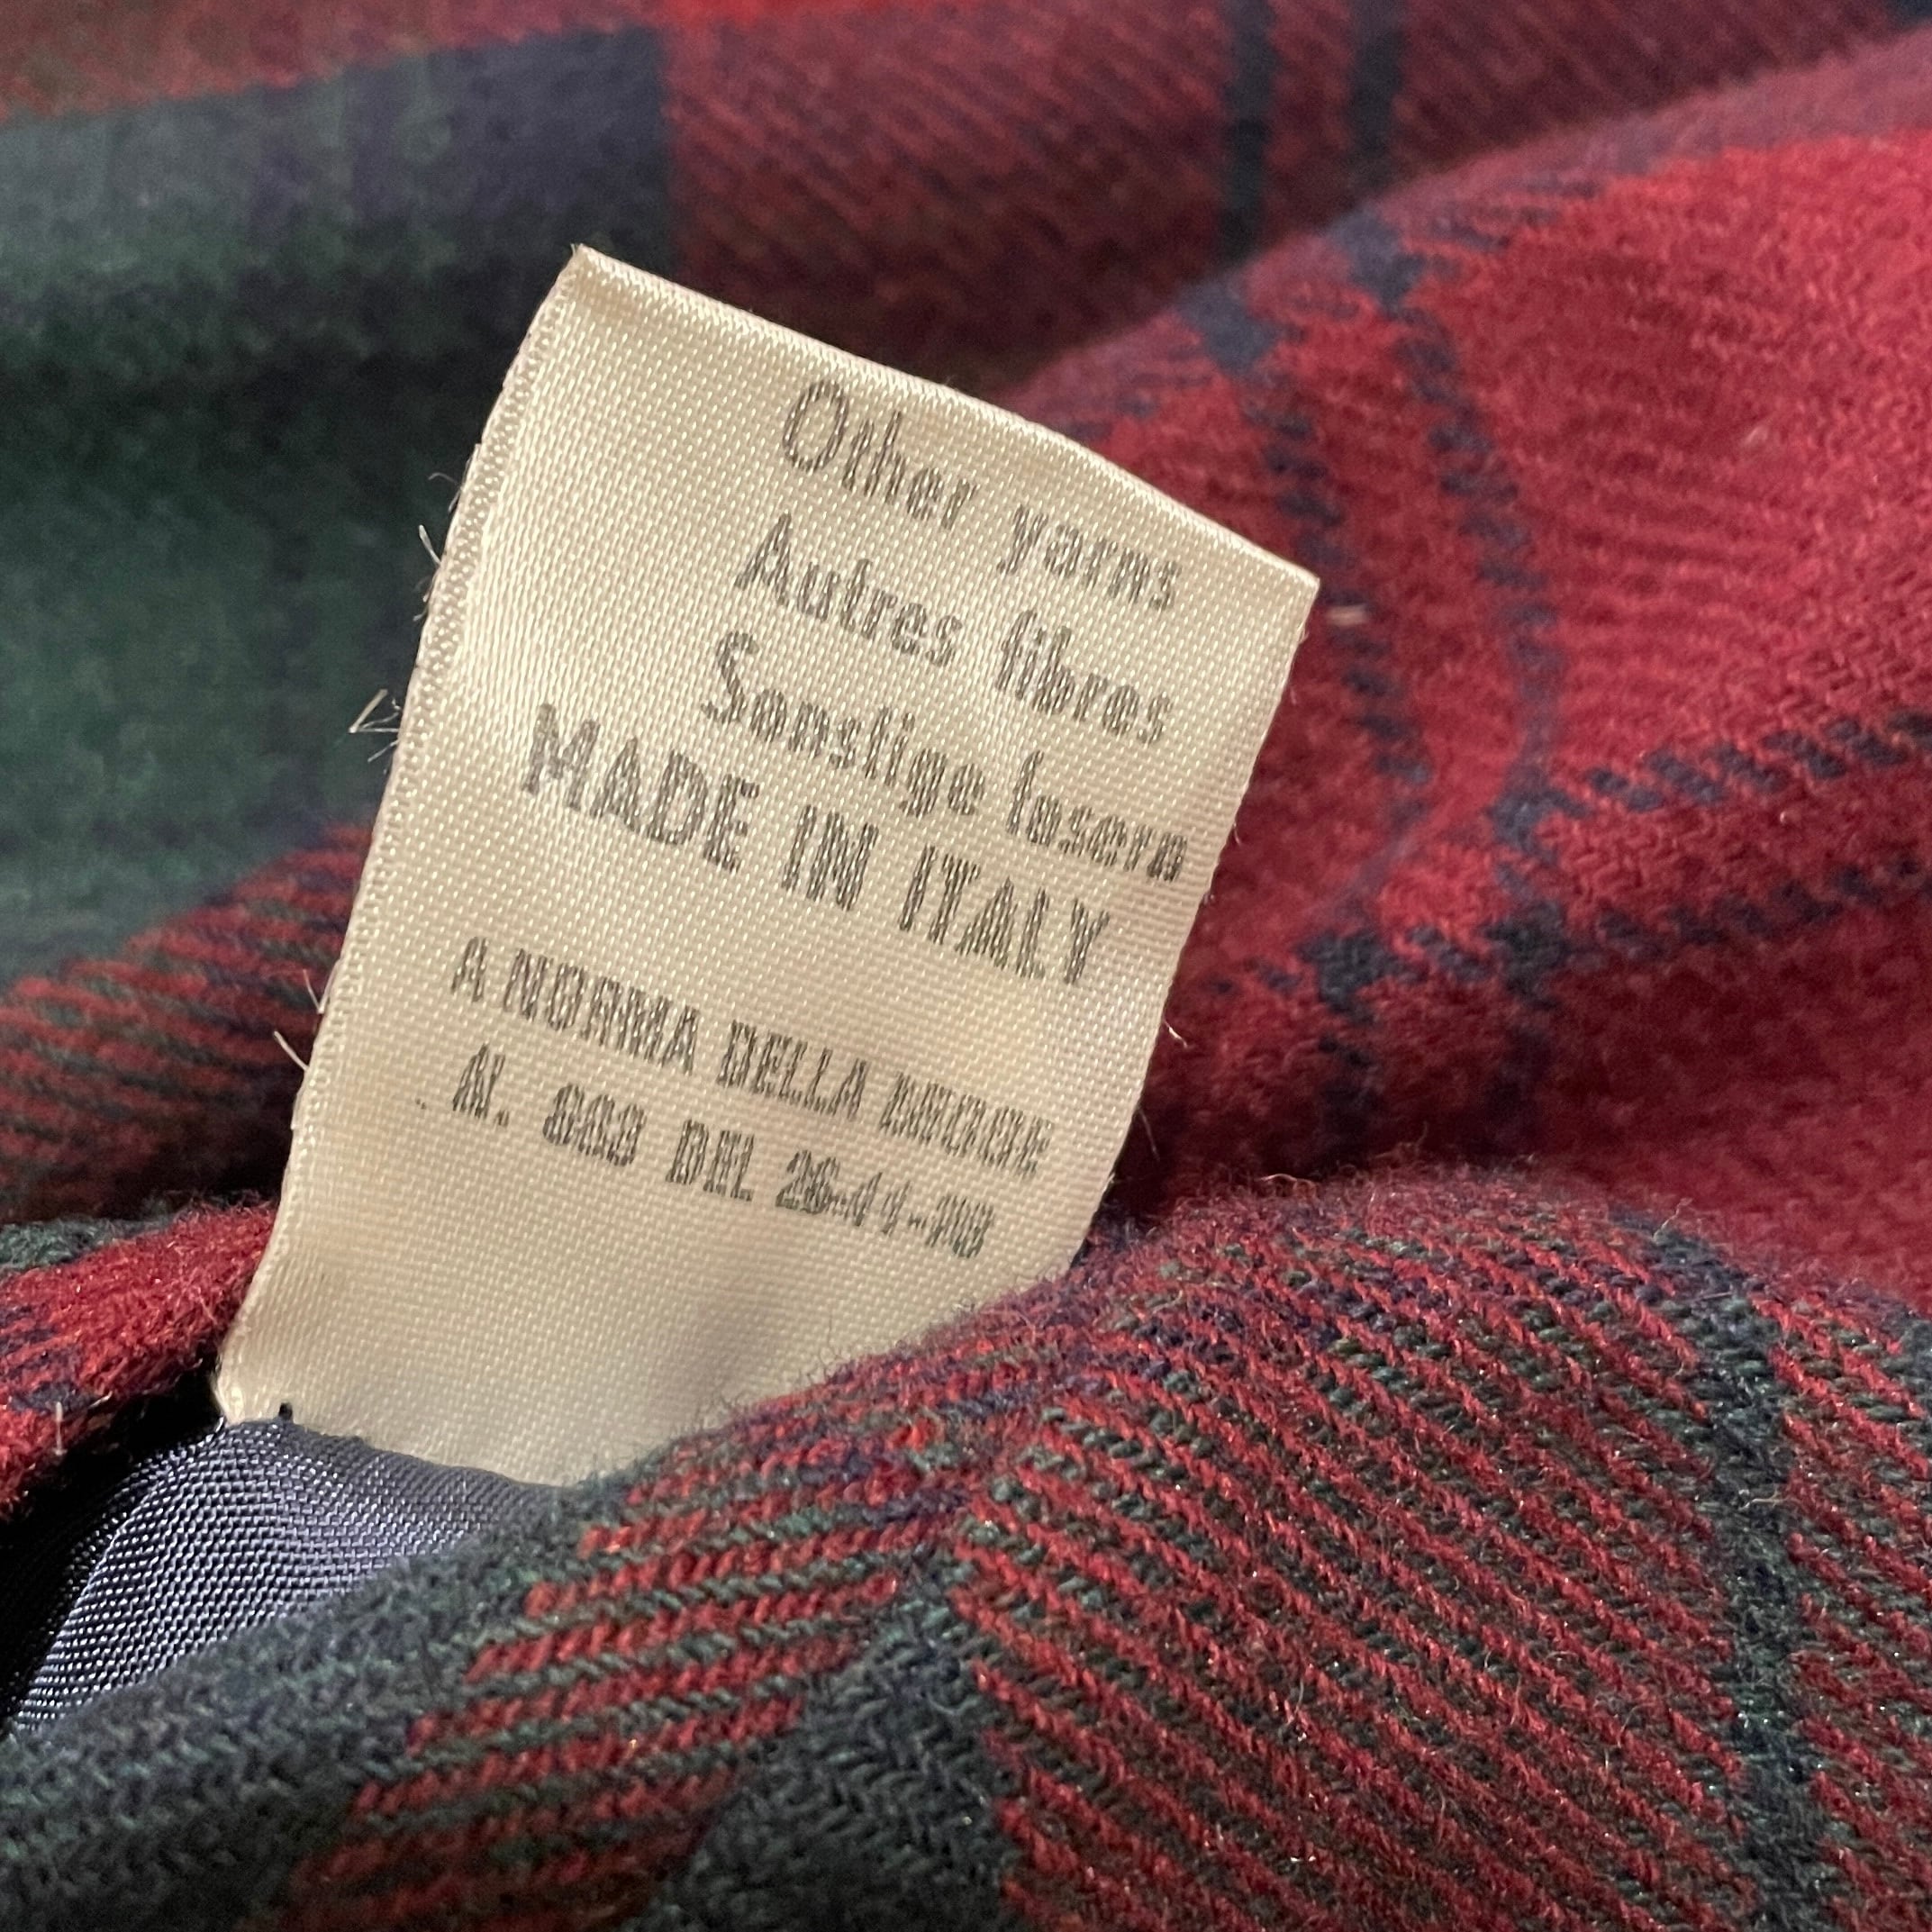 Other yarns
Autres fibres
Sonstige fasern
MADE IN ITALY
A NORMA DELLA LEGGE
N. 883 DEL 26-11-73